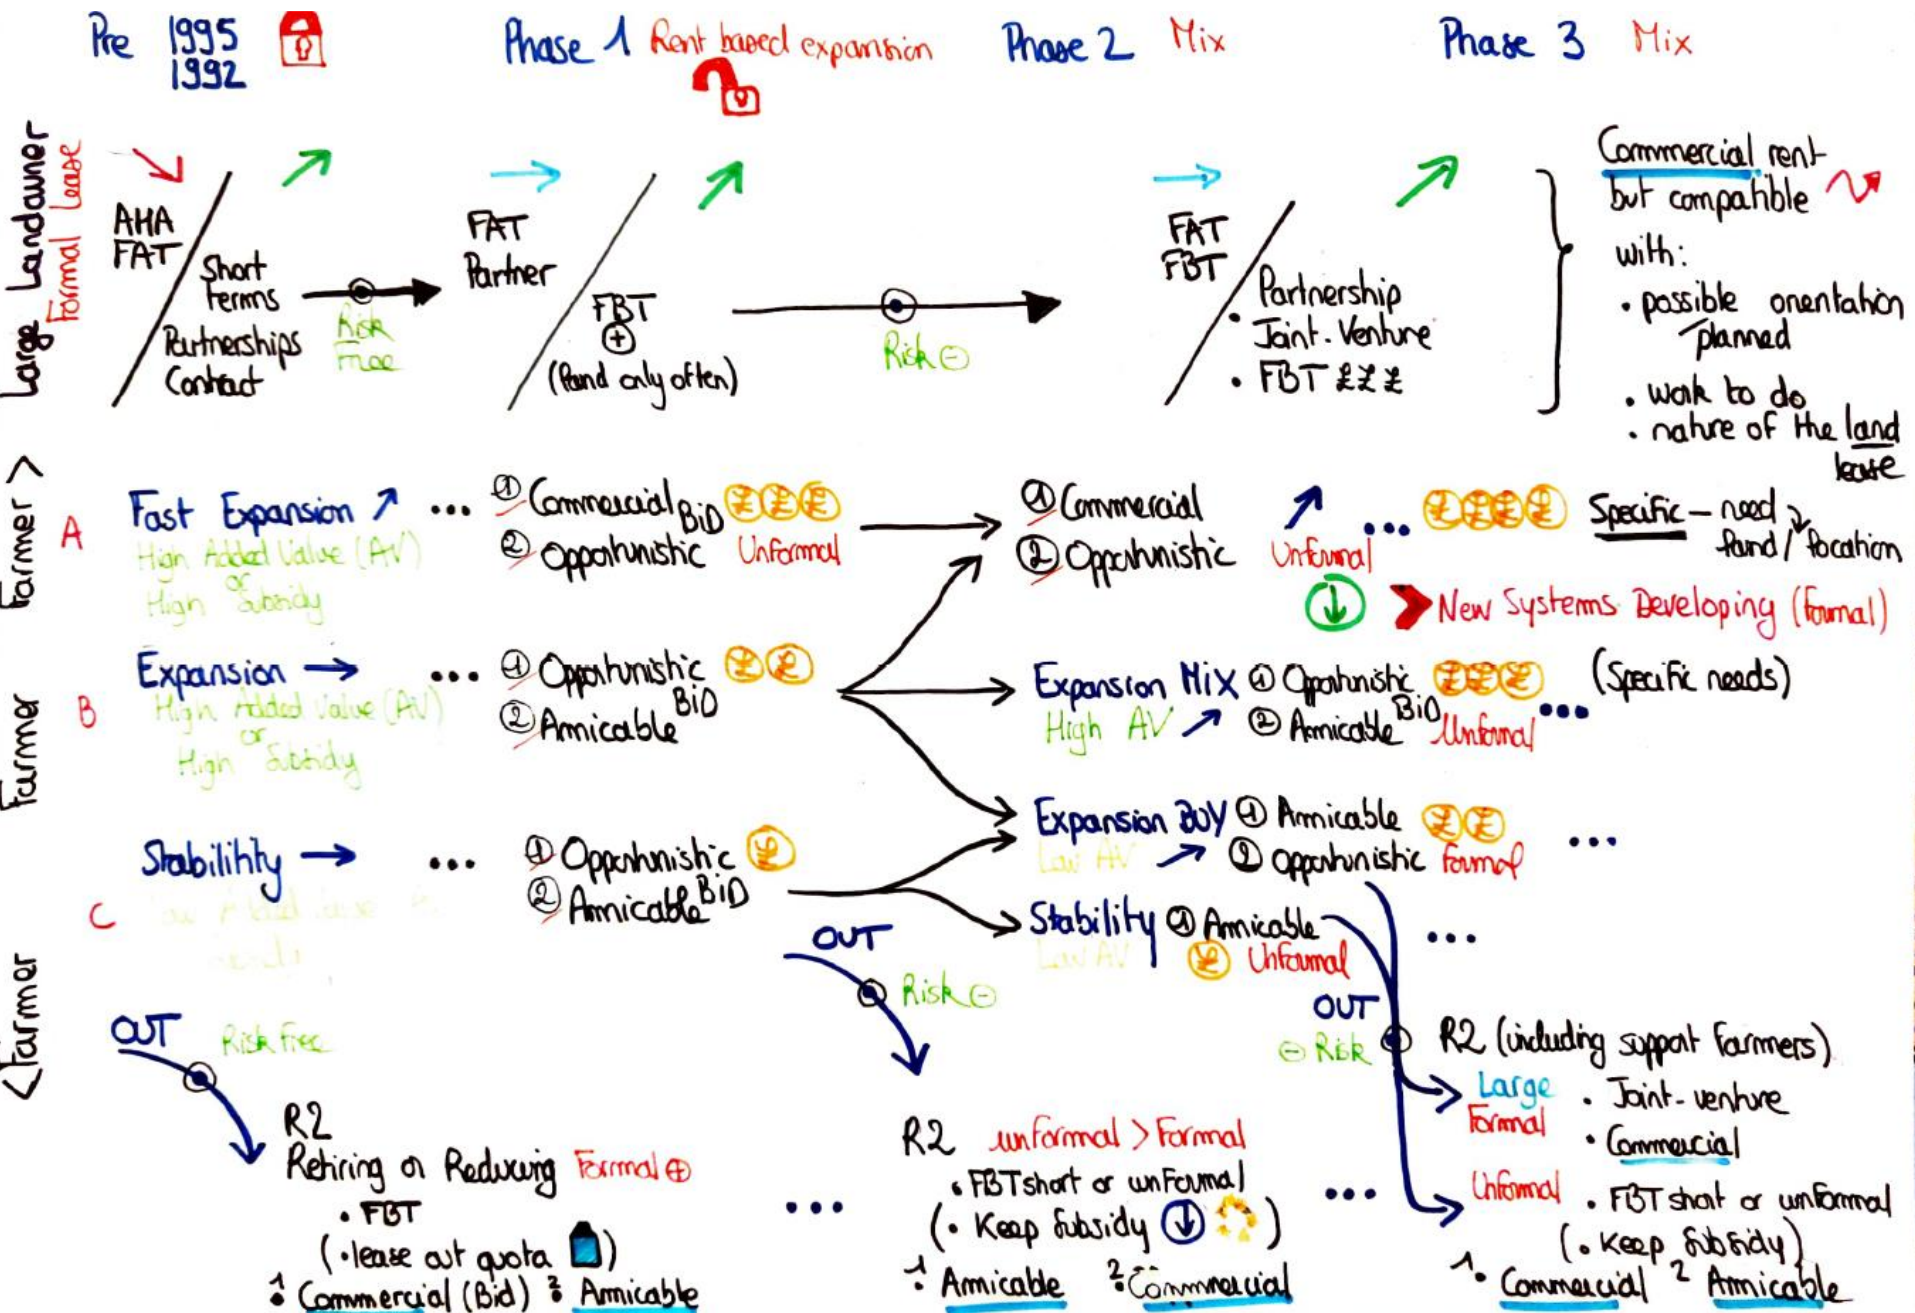 Pre 1995
1992
Phase 1 Rent based expansion
Phase 2 Mix
Phase 3 Mix
Large Landowner
Formal Lease
AHA
FAT
Short
terms
Partnerships
Contract
Risk
Free
FAT
Partner
FBT
+
(land only often)
Risk -
FAT
FBT
• Partnership
Joint-Venture
• FBT £££
Commercial rent
but compatible
with:
• possible orientation
planned
• work to do
• nature of the land
lease
Farmer >
A
Fast Expansion
High Added Value (AV)
or
High Subsidy
...
1 Commercial BiD £££
2 Opportunistic Unformal
1 Commercial
2 Opportunistic Unformal
... ££££
Specific - need
land / location
New Systems Developing (formal)
Farmer
B
Expansion
High Added Value (AV)
or
High Subsidy
...
1 Opportunistic ££
BiD
2 Amicable
Expansion Mix 1 Opportunistic £££ (Specific needs)
High AV 2 Amicable BiD Unformal ...
Expansion BUY 1 Amicable ££
Low AV 2 opportunistic formal ...
< Farmer
C
Stabilihity
...
1 Opportunistic £
2 Amicable BiD
Stability 1 Amicable
Low AV £ Unformal
...
OUT
Risk Free
R2
Retiring or Reducing Formal +
• FBT
(• lease out quota)
1. Commercial (Bid) 2. Amicable
...
OUT
Risk -
R2 unformal > Formal
• FBT short or unformal
(• Keep Subsidy)
1. Amicable 2. Commercial
...
OUT
- Risk
R2 (including support farmers)
Large
Formal
• Joint-venture
• Commercial
Unformal
• FBT short or unformal
(• Keep Subsidy)
1. Commercial 2 Amicable